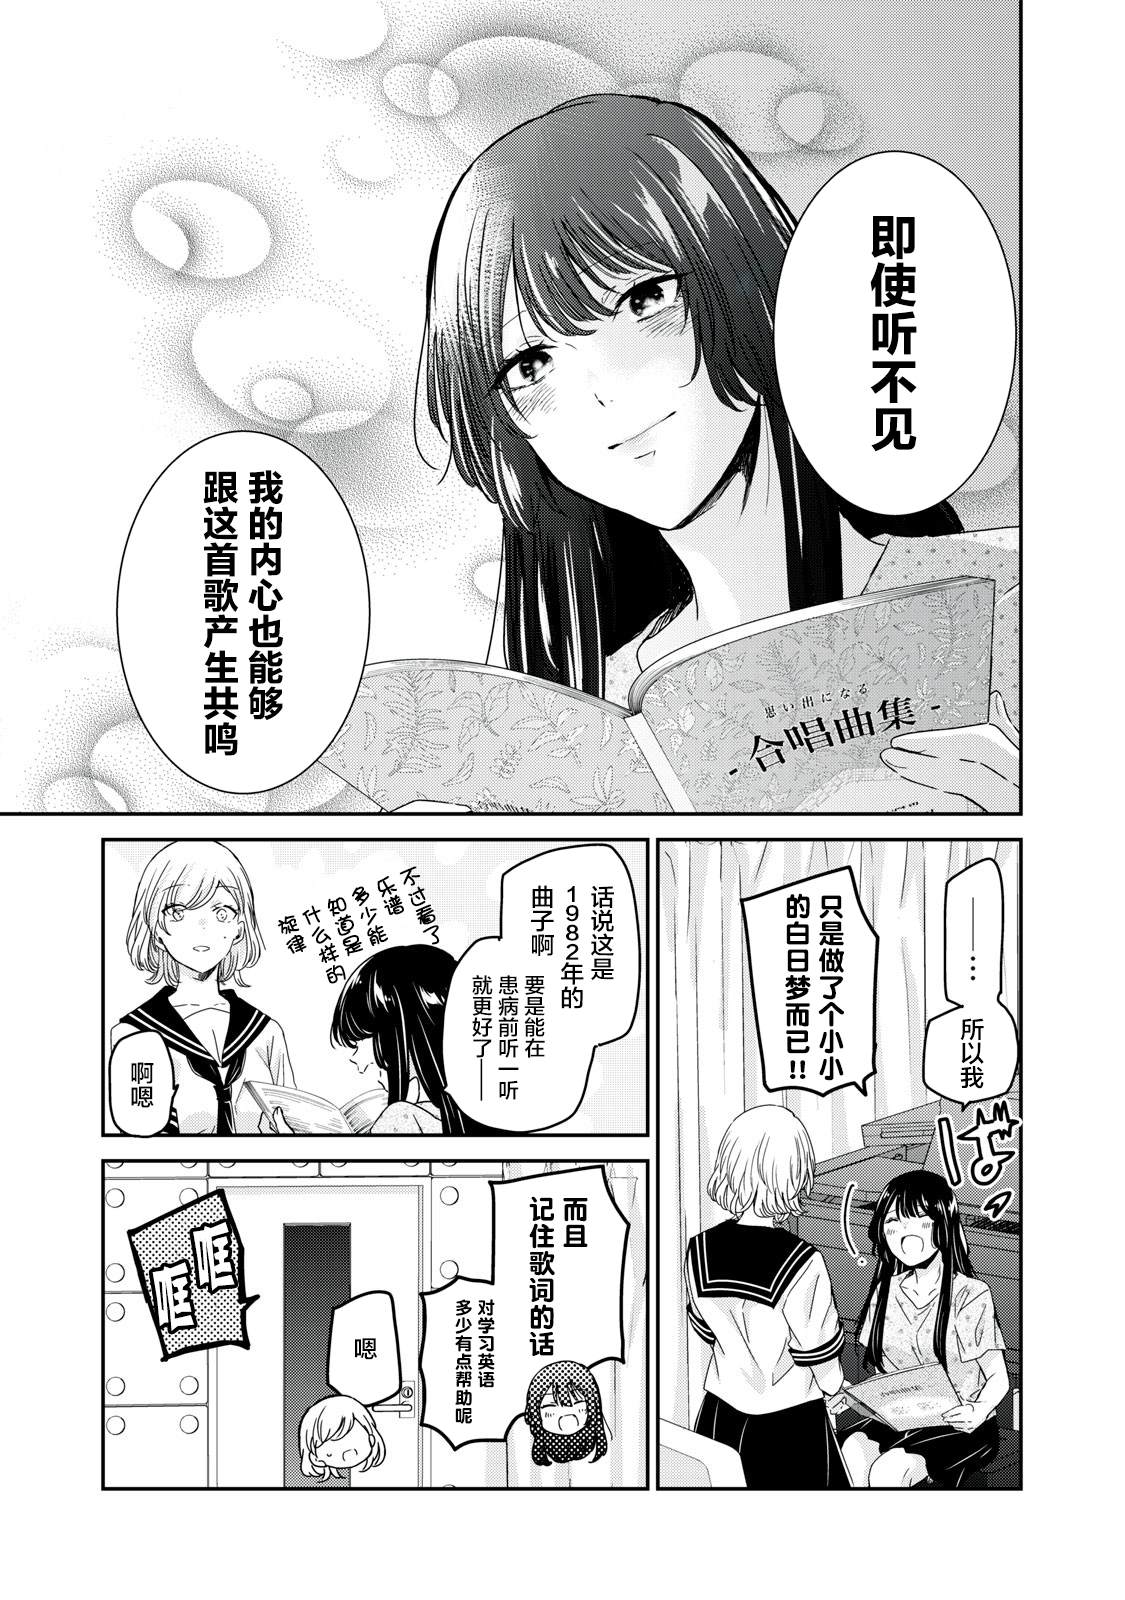 即使听不见
我的内心也能够
跟这首歌产生共鸣
思い出になる
-合唱曲集-
——……
所以我
只是做了个小小
的白日梦而已!!
合唱曲集
话说这是
1982年的
曲子啊
要是能在
患病前听一听
就更好了——
不过看了
乐谱
多少能
知道是
什么样的
旋律
啊嗯
而且
记住歌词的话
对学习英语
多少有点帮助呢
嗯
哐哐
哐哐